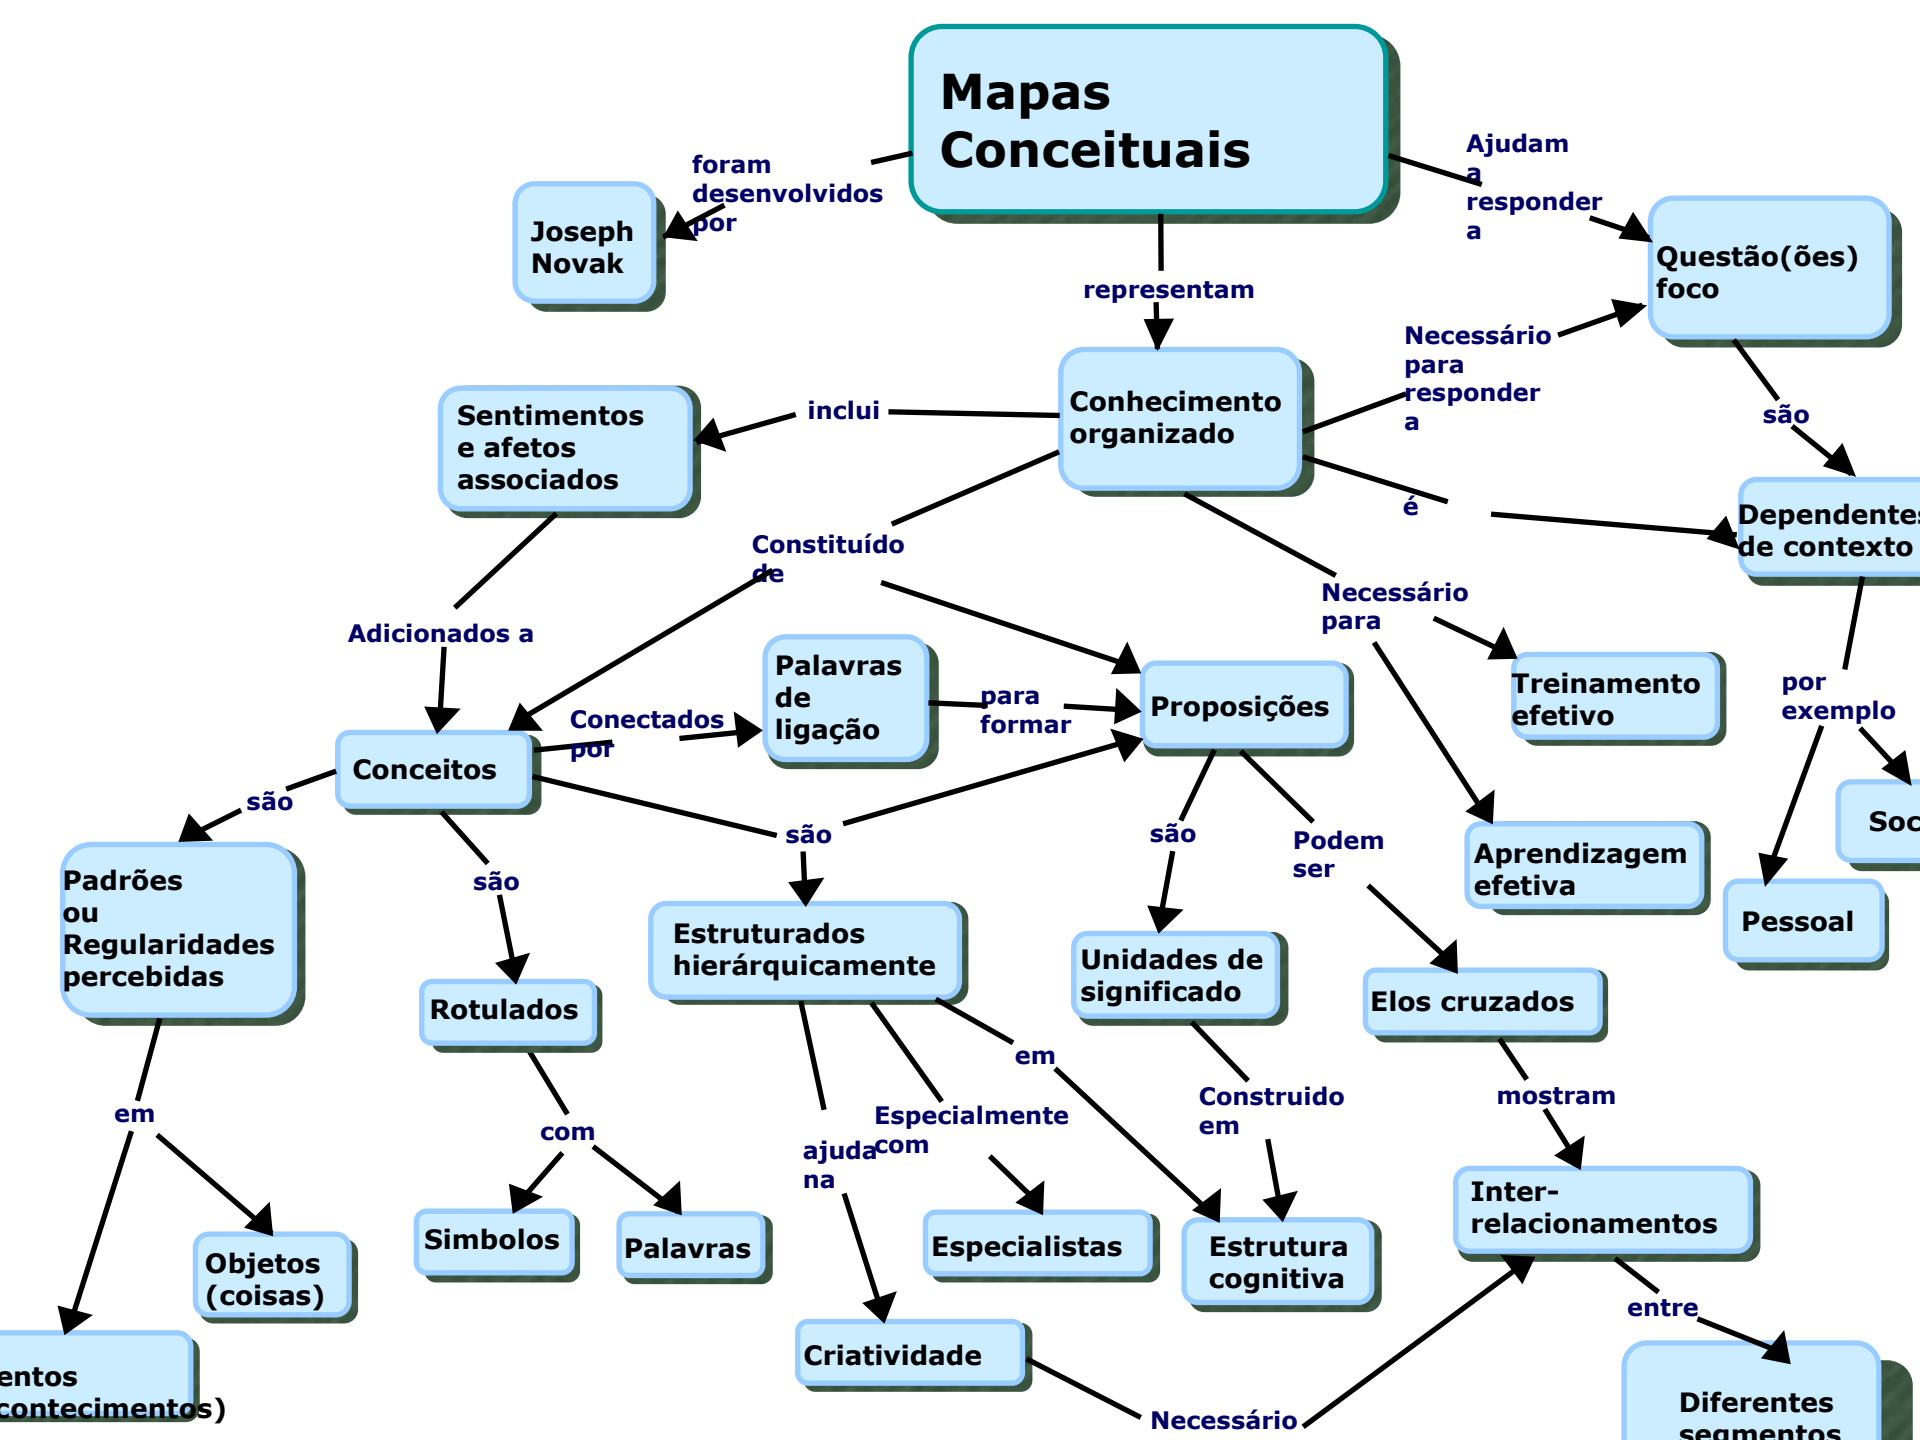 Mapas
Conceituais
foram
desenvolvidos
por
Joseph
Novak
Ajudam
a
responder
a
Questão(ões)
foco
representam
Necessário
para
responder
a
Conhecimento
organizado
inclui
Sentimentos
e afetos
associados
são
é
Dependentes
de contexto
Constituído
de
Necessário
para
Adicionados a
Palavras
de
ligação
para
formar
Proposições
Treinamento
efetivo
por
exemplo
Conectados
por
Conceitos
são
são
são
Podem
ser
Aprendizagem
efetiva
Soc
Pessoal
Padrões
ou
Regularidades
percebidas
são
Estruturados
hierárquicamente
Unidades de
significado
Elos cruzados
Rotulados
em
Construido
em
mostram
em
com
Especialmente
com
ajuda
na
Inter-
relacionamentos
Simbolos
Palavras
Especialistas
Estrutura
cognitiva
Objetos
(coisas)
entre
Criatividade
entos
contecimentos)
Necessário
Diferentes
segmentos